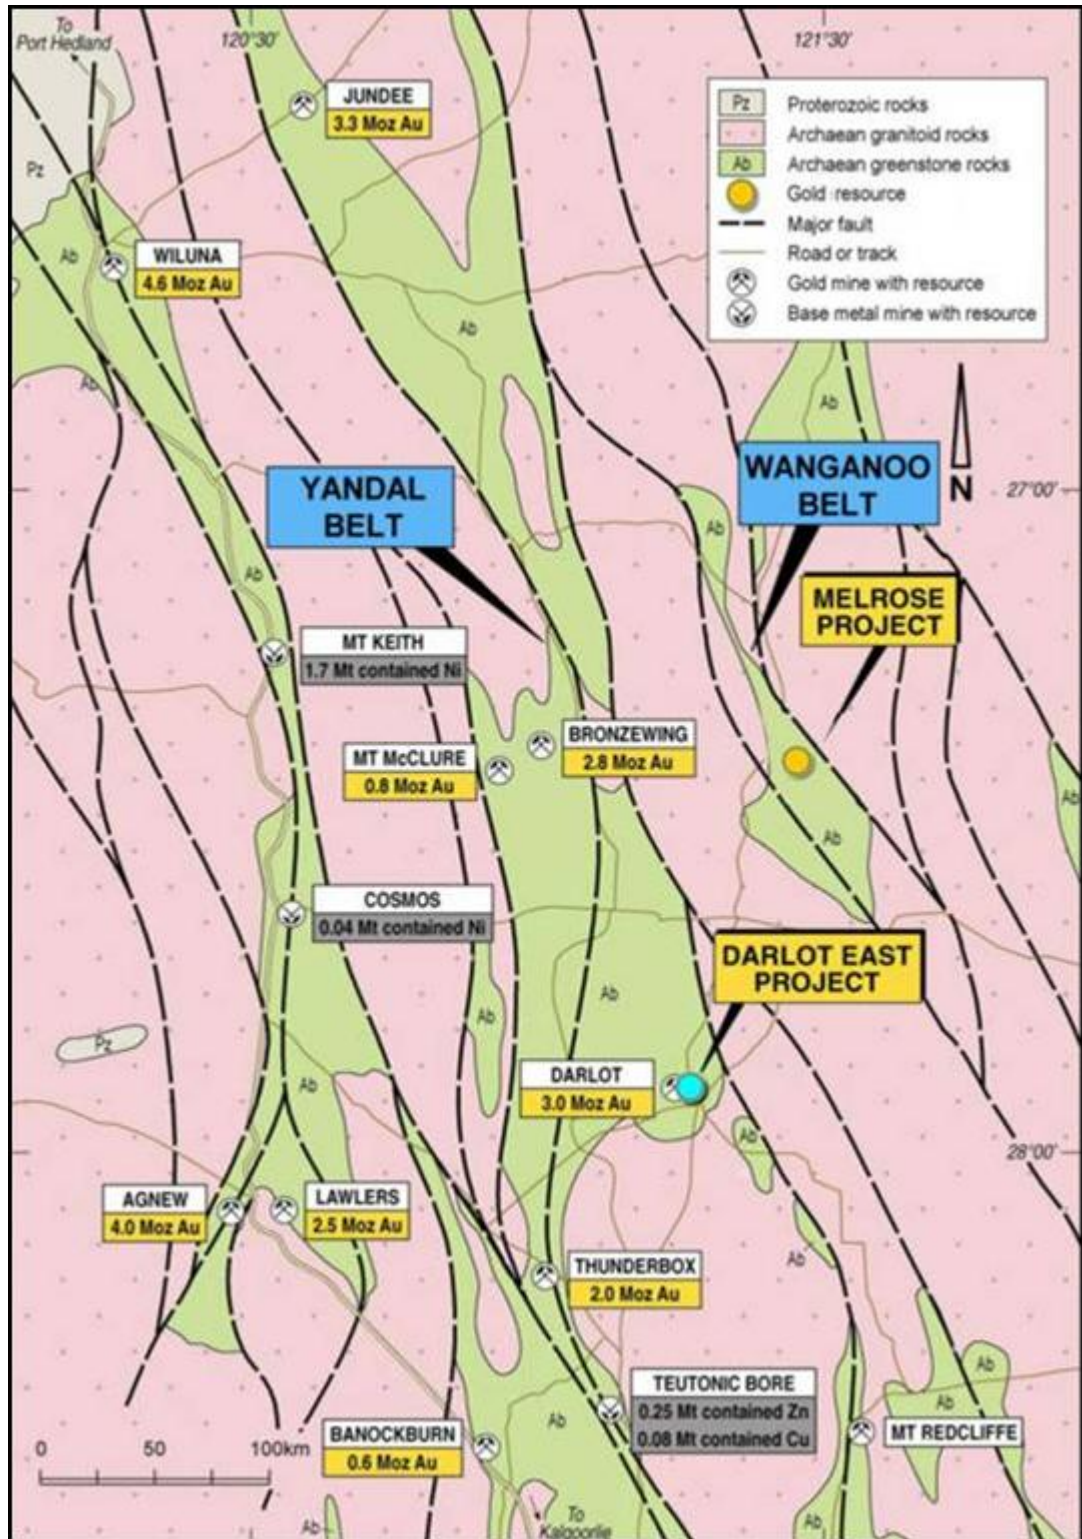 To
Port Hedland
120°30'
121°30'
JUNDEE
3.3 Moz Au
Pz
Proterozoic rocks
Archaean granitoid rocks
Ab
Archaean greenstone rocks
Gold resource
Major fault
Road or track
Gold mine with resource
Base metal mine with resource
Pz
Ab
WILUNA
4.6 Moz Au
Ab
Ab
Ab
YANDAL
BELT
WANGANOO
BELT
N
27°00'
Ab
Ab
MELROSE
PROJECT
MT KEITH
1.7 Mt contained Ni
BRONZEWING
2.8 Moz Au
MT McCLURE
0.8 Moz Au
Ab
Ab
COSMOS
0.04 Mt contained Ni
DARLOT EAST
PROJECT
Ab
Ab
Pz
DARLOT
3.0 Moz Au
Ab
Ab
28°00'
AGNEW
4.0 Moz Au
LAWLERS
2.5 Moz Au
Ab
THUNDERBOX
2.0 Moz Au
TEUTONIC BORE
0.25 Mt contained Zn
0.08 Mt contained Cu
Ab
Ab
Ab
MT REDCLIFFE
BANOCKBURN
0.6 Moz Au
0 50 100km
To
Kalgoorlie
Ab
Ab